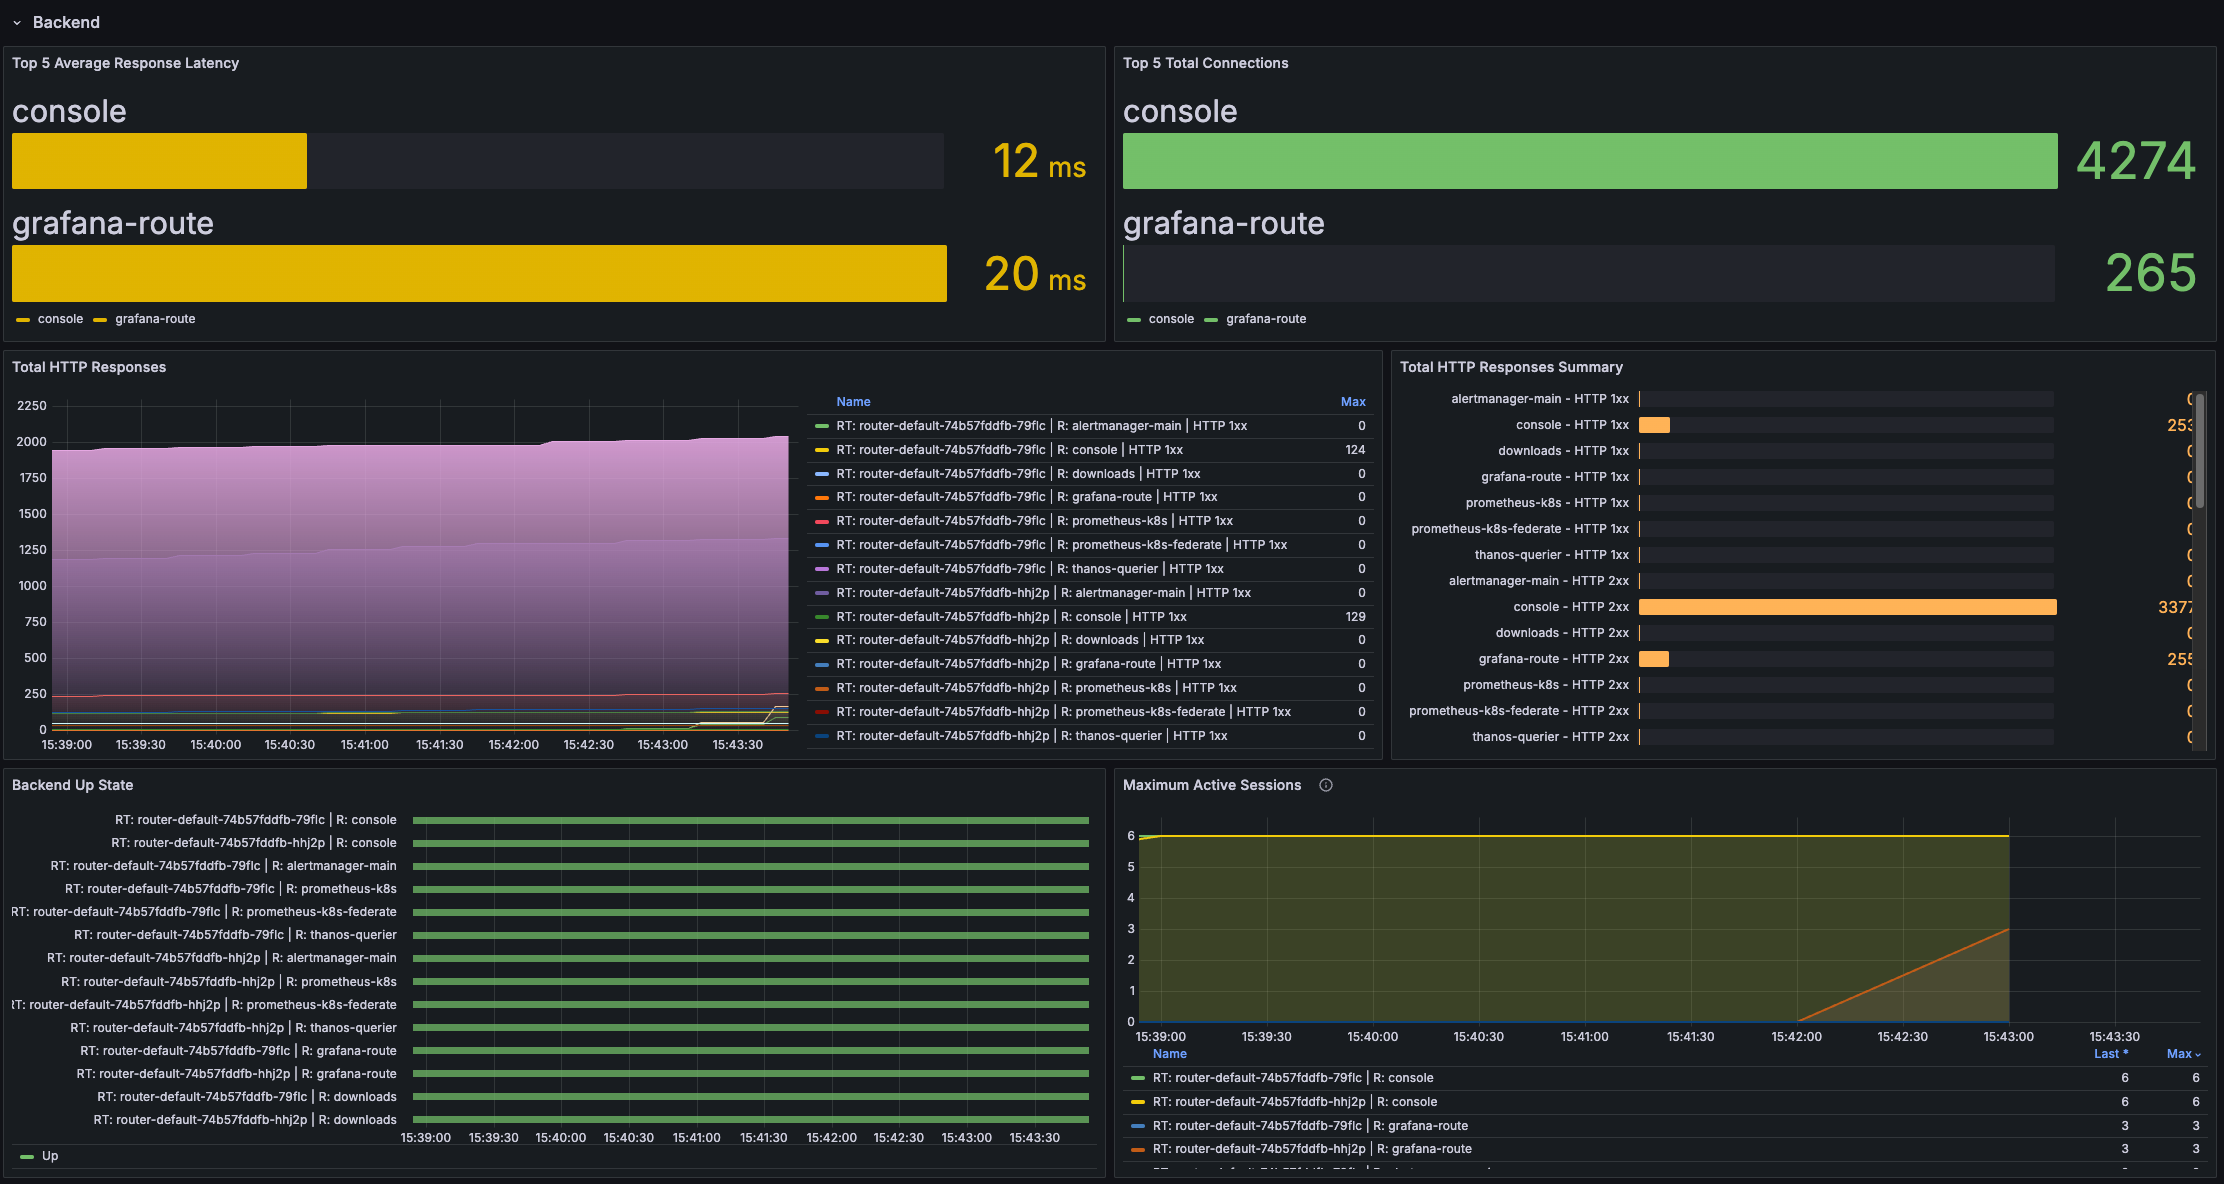 Backend
Top 5 Average Response Latency
console
12 ms
grafana-route
20 ms
console grafana-route
Top 5 Total Connections
console
4274
grafana-route
265
console grafana-route
Total HTTP Responses
2250
2000
1750
1500
1250
1000
750
500
250
0
15:39:00 15:39:30 15:40:00 15:40:30 15:41:00 15:41:30 15:42:00 15:42:30 15:43:00 15:43:30
Name Max
RT: router-default-74b57fddfb-79flc | R: alertmanager-main | HTTP 1xx 0
RT: router-default-74b57fddfb-79flc | R: console | HTTP 1xx 124
RT: router-default-74b57fddfb-79flc | R: downloads | HTTP 1xx 0
RT: router-default-74b57fddfb-79flc | R: grafana-route | HTTP 1xx 0
RT: router-default-74b57fddfb-79flc | R: prometheus-k8s | HTTP 1xx 0
RT: router-default-74b57fddfb-79flc | R: prometheus-k8s-federate | HTTP 1xx 0
RT: router-default-74b57fddfb-79flc | R: thanos-querier | HTTP 1xx 0
RT: router-default-74b57fddfb-hhj2p | R: alertmanager-main | HTTP 1xx 0
RT: router-default-74b57fddfb-hhj2p | R: console | HTTP 1xx 129
RT: router-default-74b57fddfb-hhj2p | R: downloads | HTTP 1xx 0
RT: router-default-74b57fddfb-hhj2p | R: grafana-route | HTTP 1xx 0
RT: router-default-74b57fddfb-hhj2p | R: prometheus-k8s | HTTP 1xx 0
RT: router-default-74b57fddfb-hhj2p | R: prometheus-k8s-federate | HTTP 1xx 0
RT: router-default-74b57fddfb-hhj2p | R: thanos-querier | HTTP 1xx 0
Total HTTP Responses Summary
alertmanager-main - HTTP 1xx 0
console - HTTP 1xx 253
downloads - HTTP 1xx 0
grafana-route - HTTP 1xx 0
prometheus-k8s - HTTP 1xx 0
prometheus-k8s-federate - HTTP 1xx 0
thanos-querier - HTTP 1xx 0
alertmanager-main - HTTP 2xx 0
console - HTTP 2xx 3377
downloads - HTTP 2xx 0
grafana-route - HTTP 2xx 255
prometheus-k8s - HTTP 2xx 0
prometheus-k8s-federate - HTTP 2xx 0
thanos-querier - HTTP 2xx 0
Backend Up State
RT: router-default-74b57fddfb-79flc | R: console
RT: router-default-74b57fddfb-hhj2p | R: console
RT: router-default-74b57fddfb-79flc | R: alertmanager-main
RT: router-default-74b57fddfb-79flc | R: prometheus-k8s
RT: router-default-74b57fddfb-79flc | R: prometheus-k8s-federate
RT: router-default-74b57fddfb-79flc | R: thanos-querier
RT: router-default-74b57fddfb-hhj2p | R: alertmanager-main
RT: router-default-74b57fddfb-hhj2p | R: prometheus-k8s
RT: router-default-74b57fddfb-hhj2p | R: prometheus-k8s-federate
RT: router-default-74b57fddfb-hhj2p | R: thanos-querier
RT: router-default-74b57fddfb-79flc | R: grafana-route
RT: router-default-74b57fddfb-hhj2p | R: grafana-route
RT: router-default-74b57fddfb-79flc | R: downloads
RT: router-default-74b57fddfb-hhj2p | R: downloads
15:39:00 15:39:30 15:40:00 15:40:30 15:41:00 15:41:30 15:42:00 15:42:30 15:43:00 15:43:30
Up
Maximum Active Sessions
6
5
4
3
2
1
0
15:39:00 15:39:30 15:40:00 15:40:30 15:41:00 15:41:30 15:42:00 15:42:30 15:43:00 15:43:30
Name Last * Max
RT: router-default-74b57fddfb-79flc | R: console 6 6
RT: router-default-74b57fddfb-hhj2p | R: console 6 6
RT: router-default-74b57fddfb-79flc | R: grafana-route 3 3
RT: router-default-74b57fddfb-hhj2p | R: grafana-route 3 3